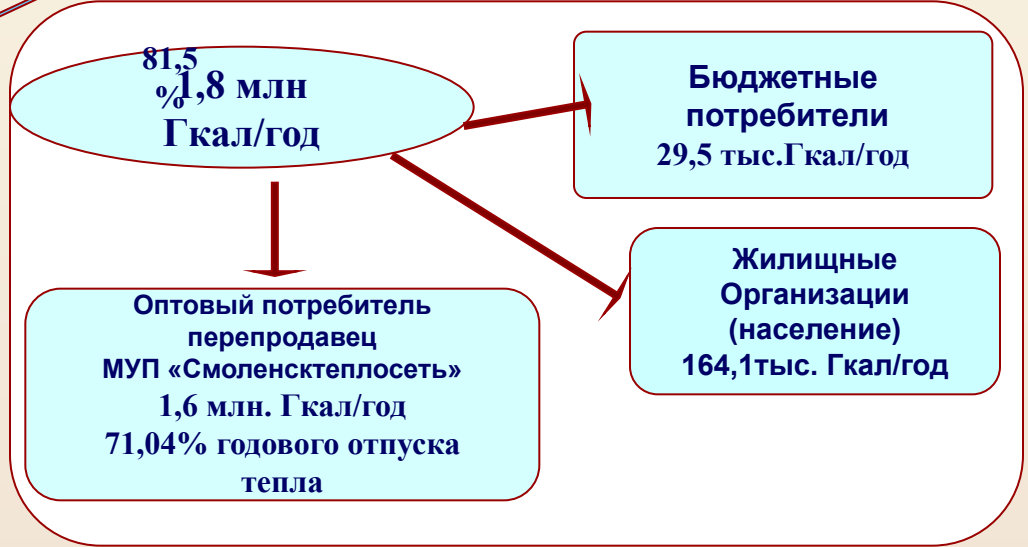 81,5
%
1,8 млн
Гкал/год
Бюджетные
потребители
29,5 тыс.Гкал/год
Жилищные
Организации
(население)
164,1тыс. Гкал/год
Оптовый потребитель
перепродавец
МУП «Смоленсктеплосеть»
1,6 млн. Гкал/год
71,04% годового отпуска
тепла